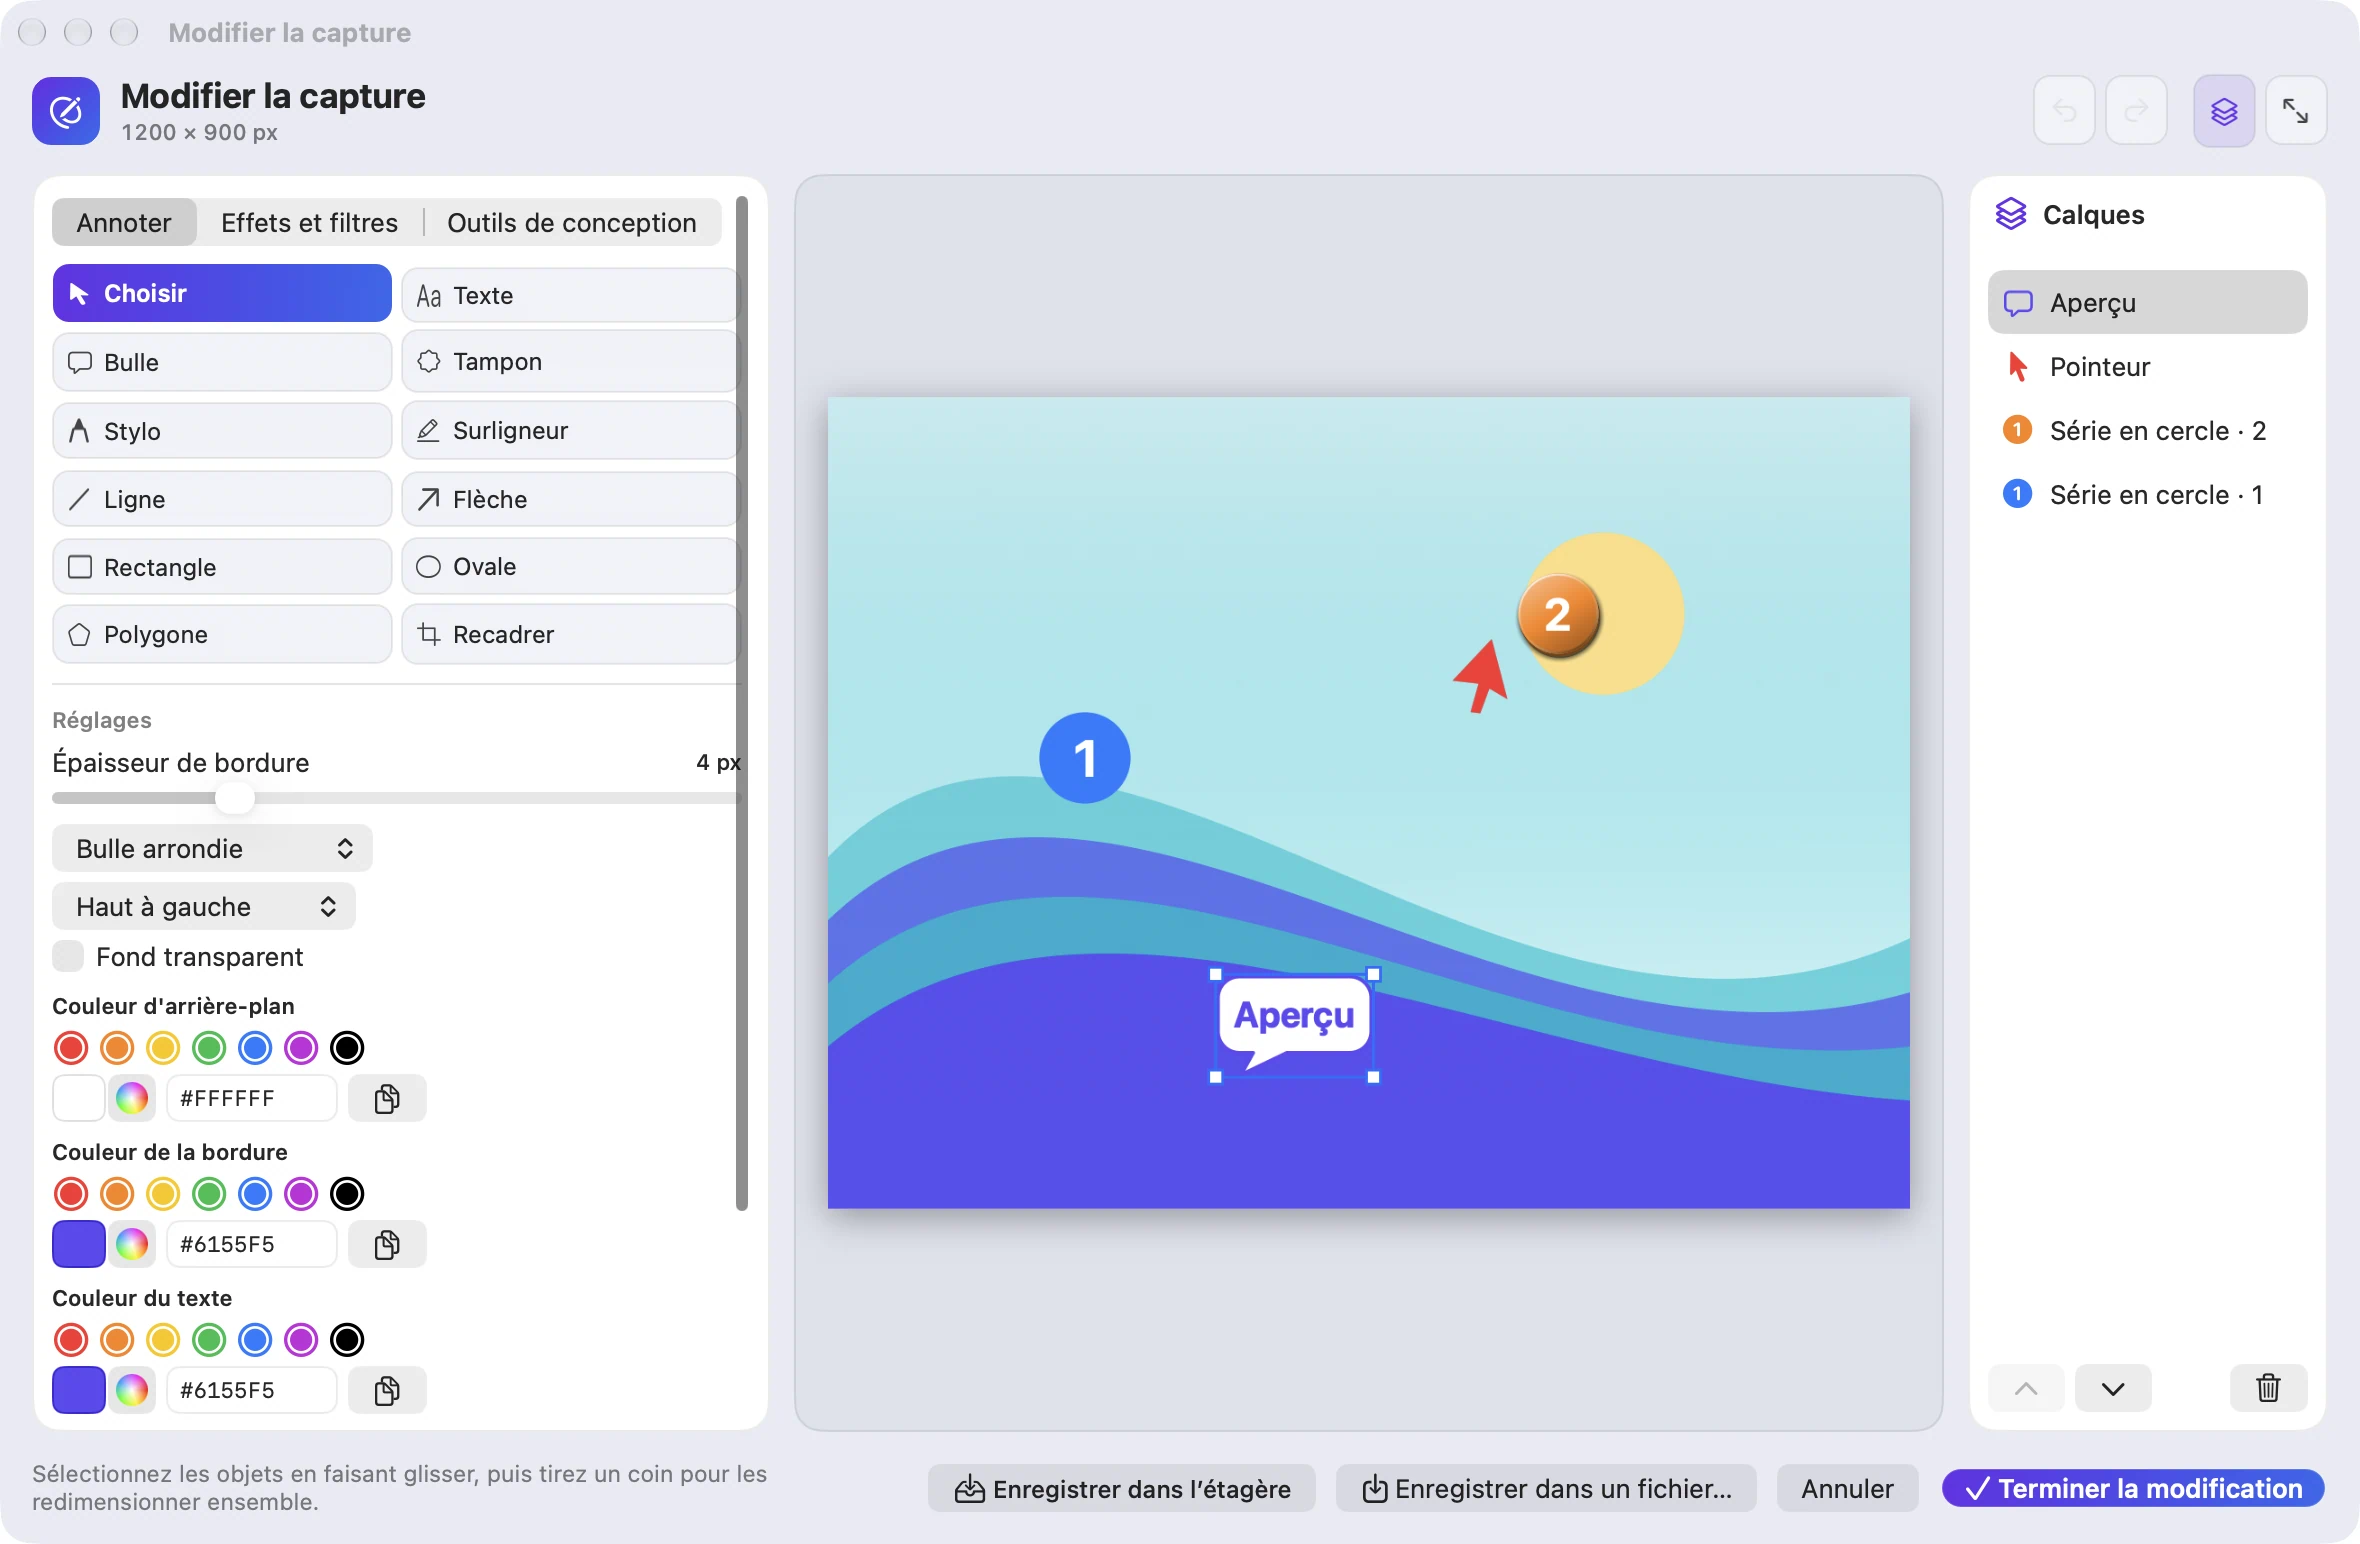 Modifier la capture
Modifier la capture
1200 × 900 px
Annoter
Effets et filtres
Outils de conception
Choisir
Aa Texte
Bulle
Tampon
Stylo
Surligneur
Ligne
Flèche
Rectangle
Ovale
Polygone
Recadrer
Réglages
Épaisseur de bordure
4 px
Bulle arrondie
Haut à gauche
Fond transparent
Couleur d'arrière-plan
#FFFFFF
Couleur de la bordure
#6155F5
Couleur du texte
#6155F5
Sélectionnez les objets en faisant glisser, puis tirez un coin pour les
redimensionner ensemble.
2
1
Aperçu
Calques
Aperçu
Pointeur
1 Série en cercle · 2
1 Série en cercle · 1
Enregistrer dans l’étagère
Enregistrer dans un fichier...
Annuler
Terminer la modification